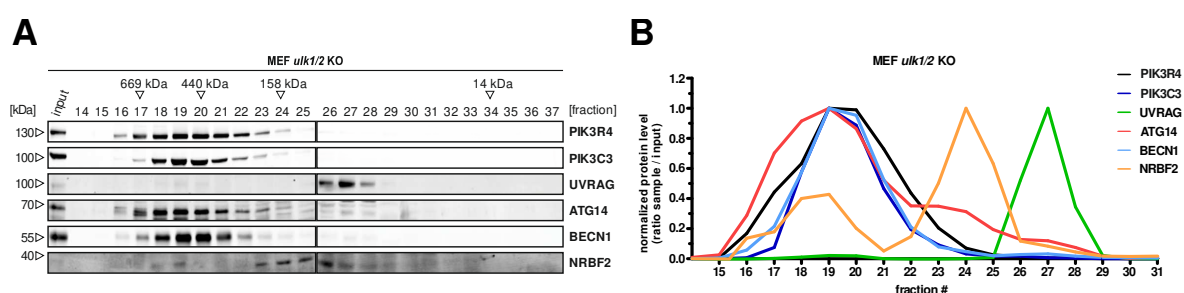 A
MEF ulk1/2 KO
669 kDa 440 kDa 158 kDa 14 kDa
[kDa] input 14 15 16 17 18 19 20 21 22 23 24 25 26 27 28 29 30 31 32 33 34 35 36 37 [fraction]
130 PIK3R4
100 PIK3C3
100 UVRAG
70 ATG14
55 BECN1
40 NRBF2
B
MEF ulk1/2 KO
normalized protein level
(ratio sample / input)
1.2
1.0
0.8
0.6
0.4
0.2
0.0
15 16 17 18 19 20 21 22 23 24 25 26 27 28 29 30 31
fraction #
PIK3R4
PIK3C3
UVRAG
ATG14
BECN1
NRBF2